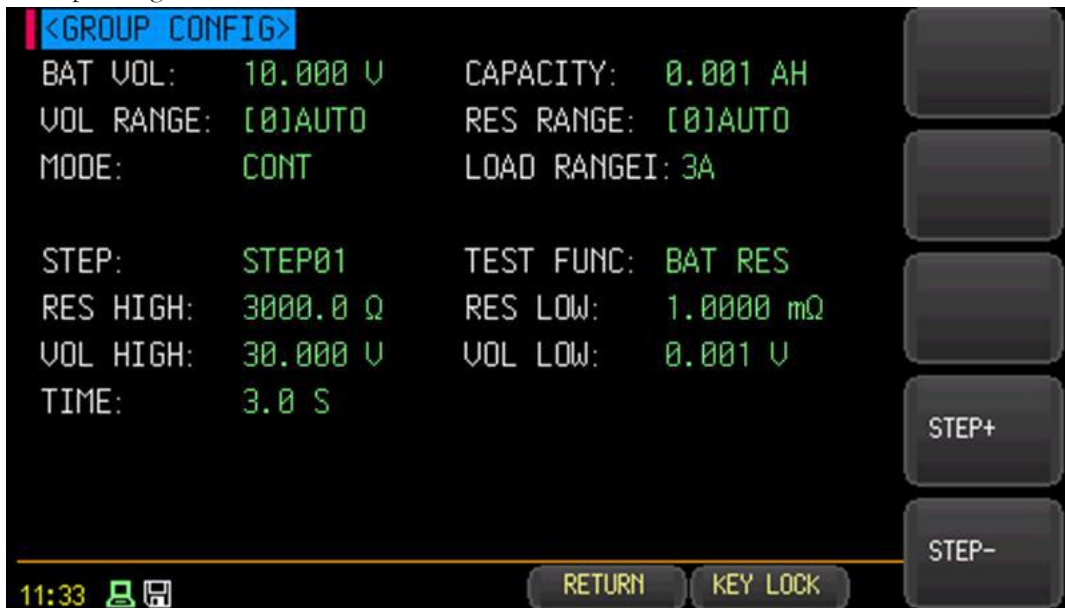 <GROUP CONFIG>
BAT VOL: 10.000 V CAPACITY: 0.001 AH
VOL RANGE: [0]AUTO RES RANGE: [0]AUTO
MODE: CONT LOAD RANGEI: 3A
STEP: STEP01 TEST FUNC: BAT RES
RES HIGH: 3000.0 Ω RES LOW: 1.0000 mΩ
VOL HIGH: 30.000 V VOL LOW: 0.001 V
TIME: 3.0 S
STEP+
STEP-
11:33 RETURN KEY LOCK